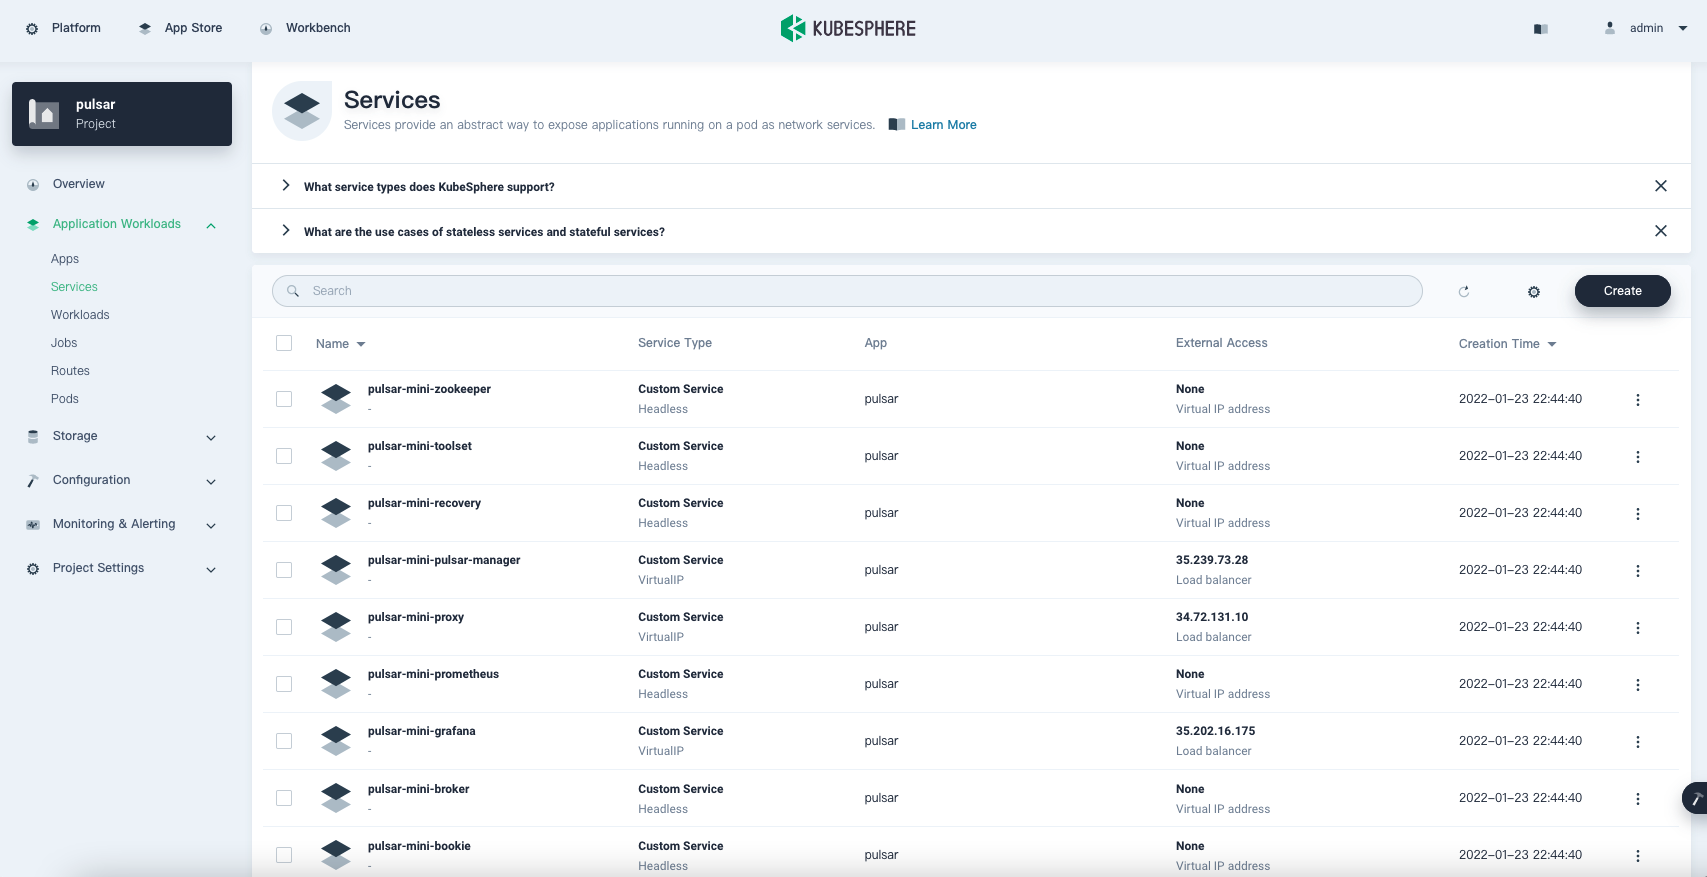 Platform
App Store
Workbench
KUBESPHERE
admin
pulsar
Project
Overview
Application Workloads
Apps
Services
Workloads
Jobs
Routes
Pods
Storage
Configuration
Monitoring & Alerting
Project Settings
Services
Services provide an abstract way to expose applications running on a pod as network services. Learn More
What service types does KubeSphere support?
What are the use cases of stateless services and stateful services?
Search
Create
Name Service Type App External Access Creation Time
pulsar-mini-zookeeper Custom Service pulsar None 2022-01-23 22:44:40
- Headless Virtual IP address
pulsar-mini-toolset Custom Service pulsar None 2022-01-23 22:44:40
- Headless Virtual IP address
pulsar-mini-recovery Custom Service pulsar None 2022-01-23 22:44:40
- Headless Virtual IP address
pulsar-mini-pulsar-manager Custom Service pulsar 35.239.73.28 2022-01-23 22:44:40
- VirtualIP Load balancer
pulsar-mini-proxy Custom Service pulsar 34.72.131.10 2022-01-23 22:44:40
- VirtualIP Load balancer
pulsar-mini-prometheus Custom Service pulsar None 2022-01-23 22:44:40
- Headless Virtual IP address
pulsar-mini-grafana Custom Service pulsar 35.202.16.175 2022-01-23 22:44:40
- VirtualIP Load balancer
pulsar-mini-broker Custom Service pulsar None 2022-01-23 22:44:40
- Headless Virtual IP address
pulsar-mini-bookie Custom Service pulsar None 2022-01-23 22:44:40
- Headless Virtual IP address